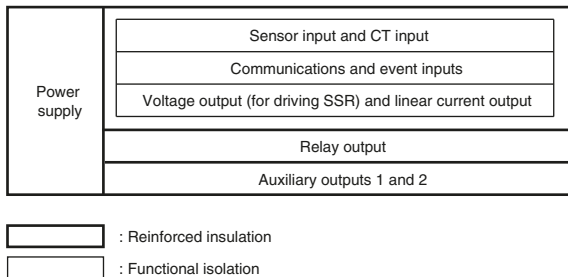 Power
supply
Sensor input and CT input
Communications and event inputs
Voltage output (for driving SSR) and linear current output
Relay output
Auxiliary outputs 1 and 2
: Reinforced insulation
: Functional isolation